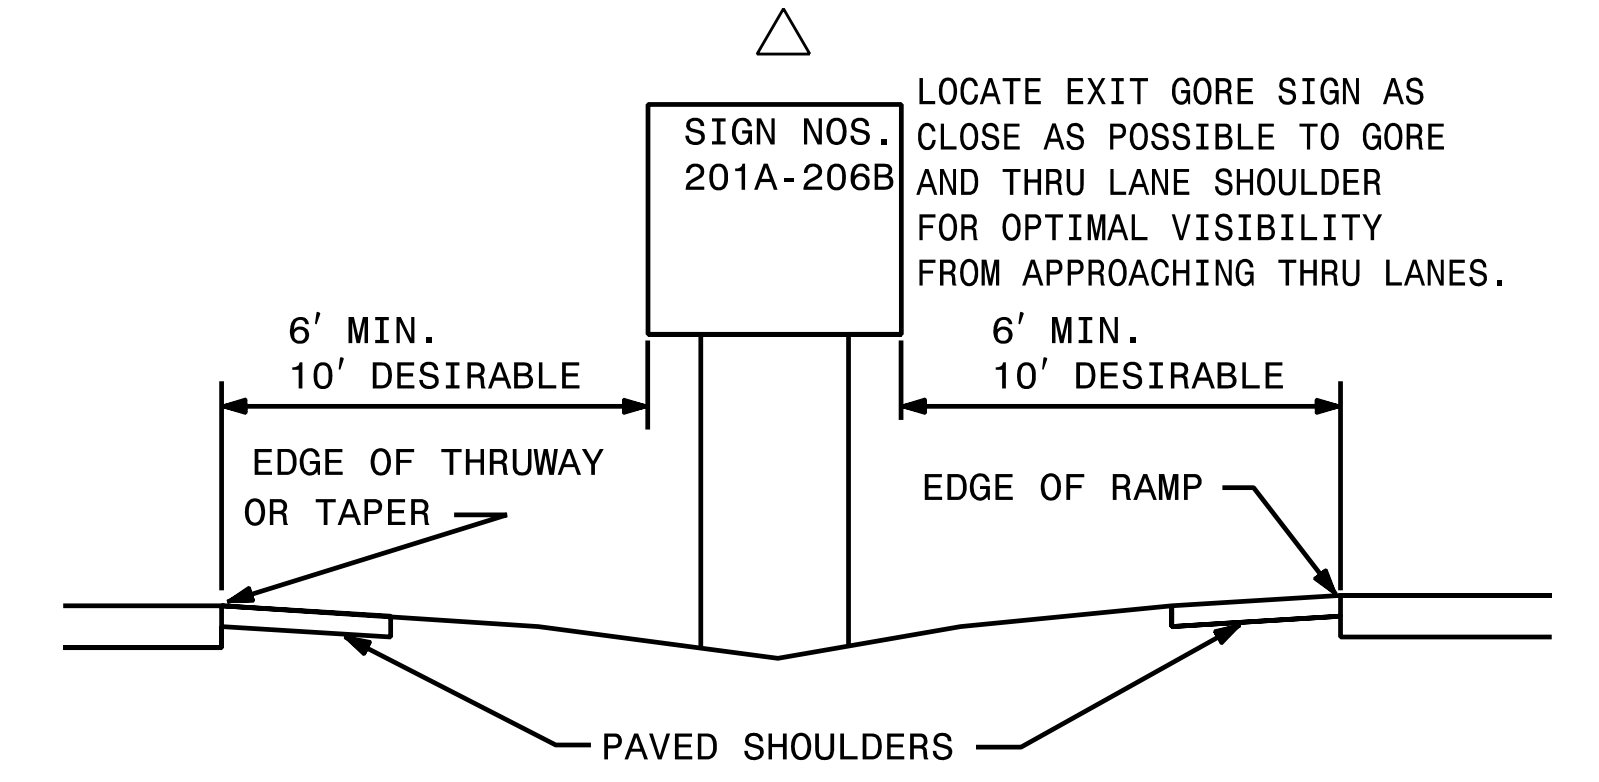 SIGN NOS.
201A-206B
LOCATE EXIT GORE SIGN AS
CLOSE AS POSSIBLE TO GORE
AND THRU LANE SHOULDER
FOR OPTIMAL VISIBILITY
FROM APPROACHING THRU LANES.
6' MIN.
10' DESIRABLE
6' MIN.
10' DESIRABLE
EDGE OF THRUWAY
OR TAPER
EDGE OF RAMP
PAVED SHOULDERS